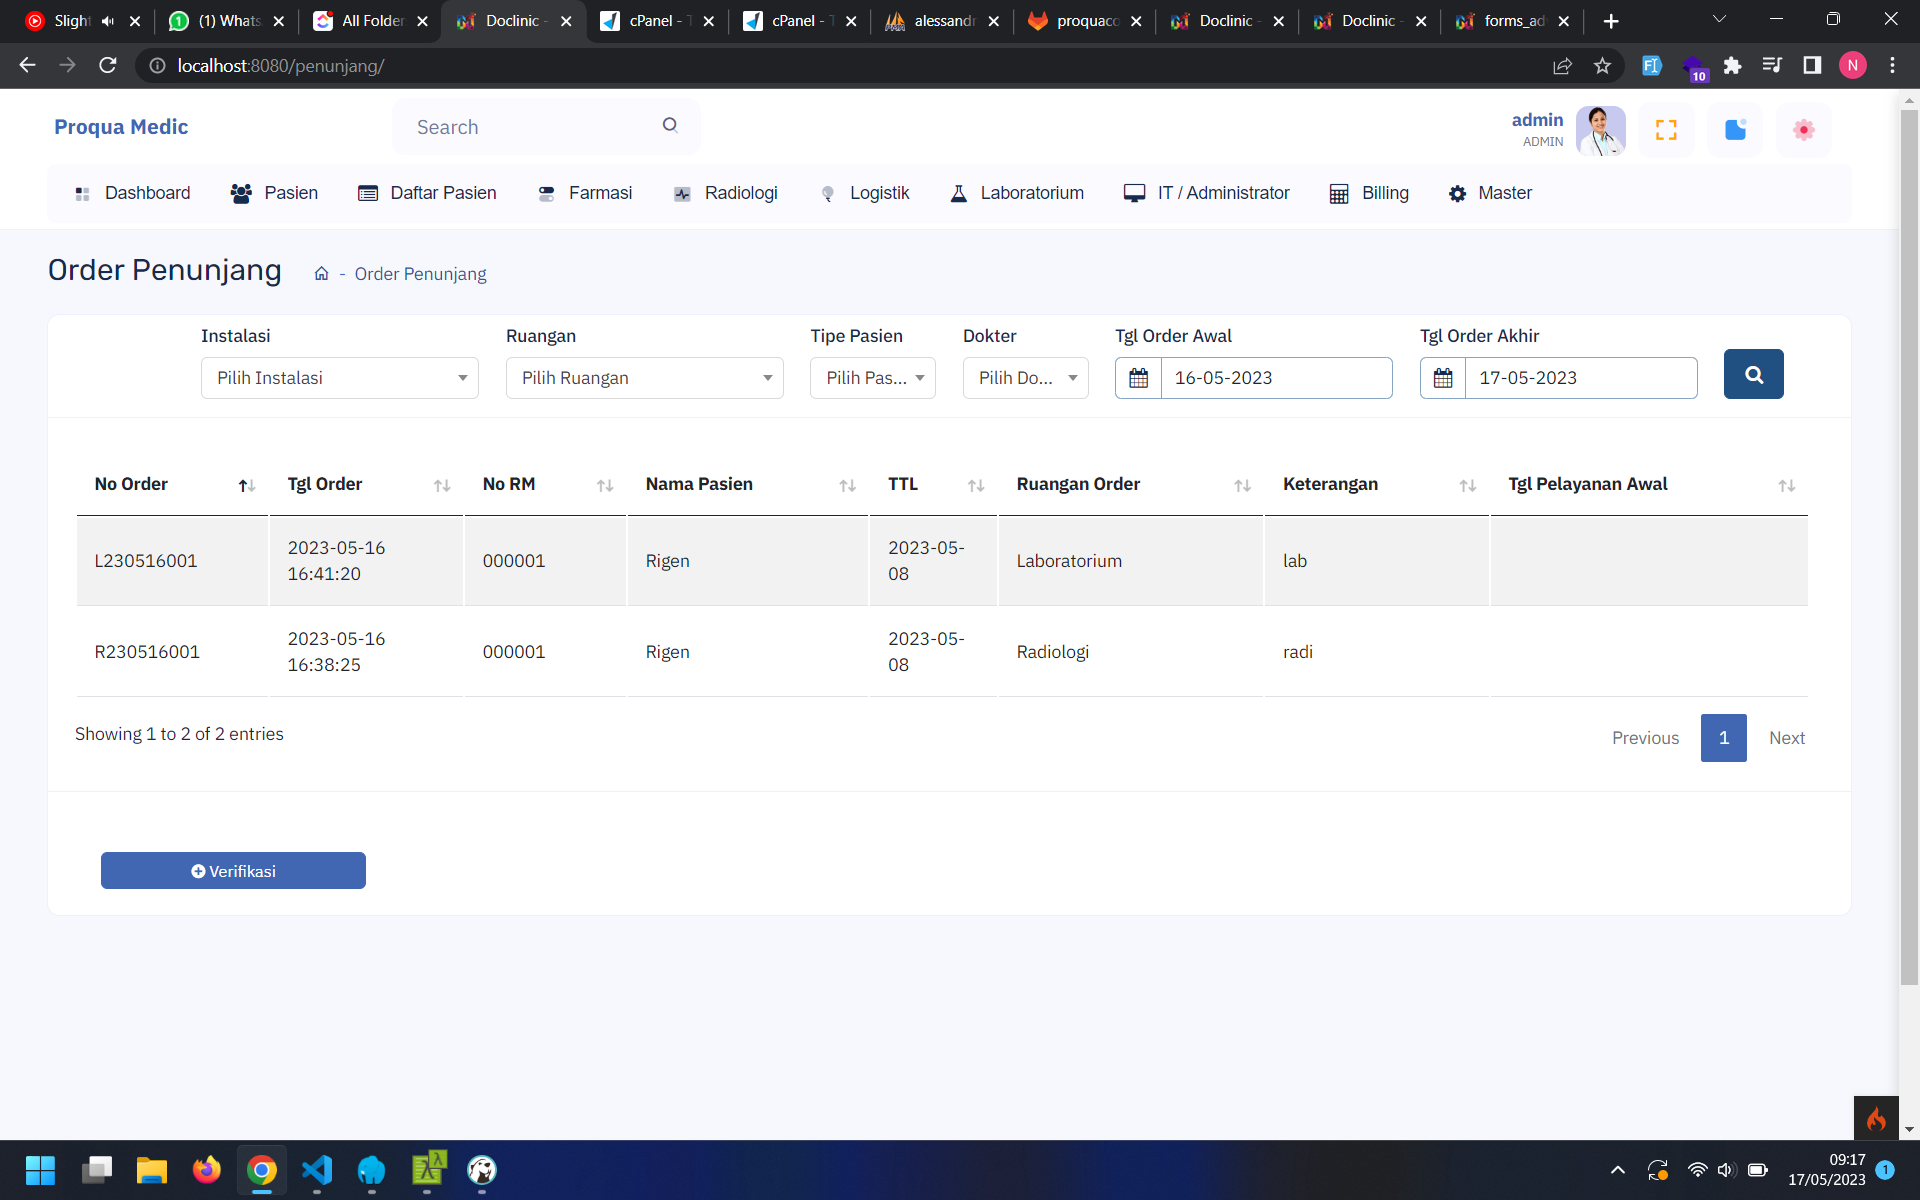 Slight
(1) Whats
All Folder
Doclinic -
cPanel - T
cPanel - T
alessandr
proquaco
Doclinic -
Doclinic -
forms_ad
localhost:8080/penunjang/
10
N
Proqua Medic
Search
admin
ADMIN
Dashboard
Pasien
Daftar Pasien
Farmasi
Radiologi
Logistik
Laboratorium
IT / Administrator
Billing
Master
Order Penunjang
- Order Penunjang
Instalasi
Ruangan
Tipe Pasien
Dokter
Tgl Order Awal
Tgl Order Akhir
Pilih Instalasi
Pilih Ruangan
Pilih Pas...
Pilih Do...
16-05-2023
17-05-2023
No Order
Tgl Order
No RM
Nama Pasien
TTL
Ruangan Order
Keterangan
Tgl Pelayanan Awal
L230516001
2023-05-16
16:41:20
000001
Rigen
2023-05-
08
Laboratorium
lab
R230516001
2023-05-16
16:38:25
000001
Rigen
2023-05-
08
Radiologi
radi
Showing 1 to 2 of 2 entries
Previous
1
Next
Verifikasi
09:17
17/05/2023
1